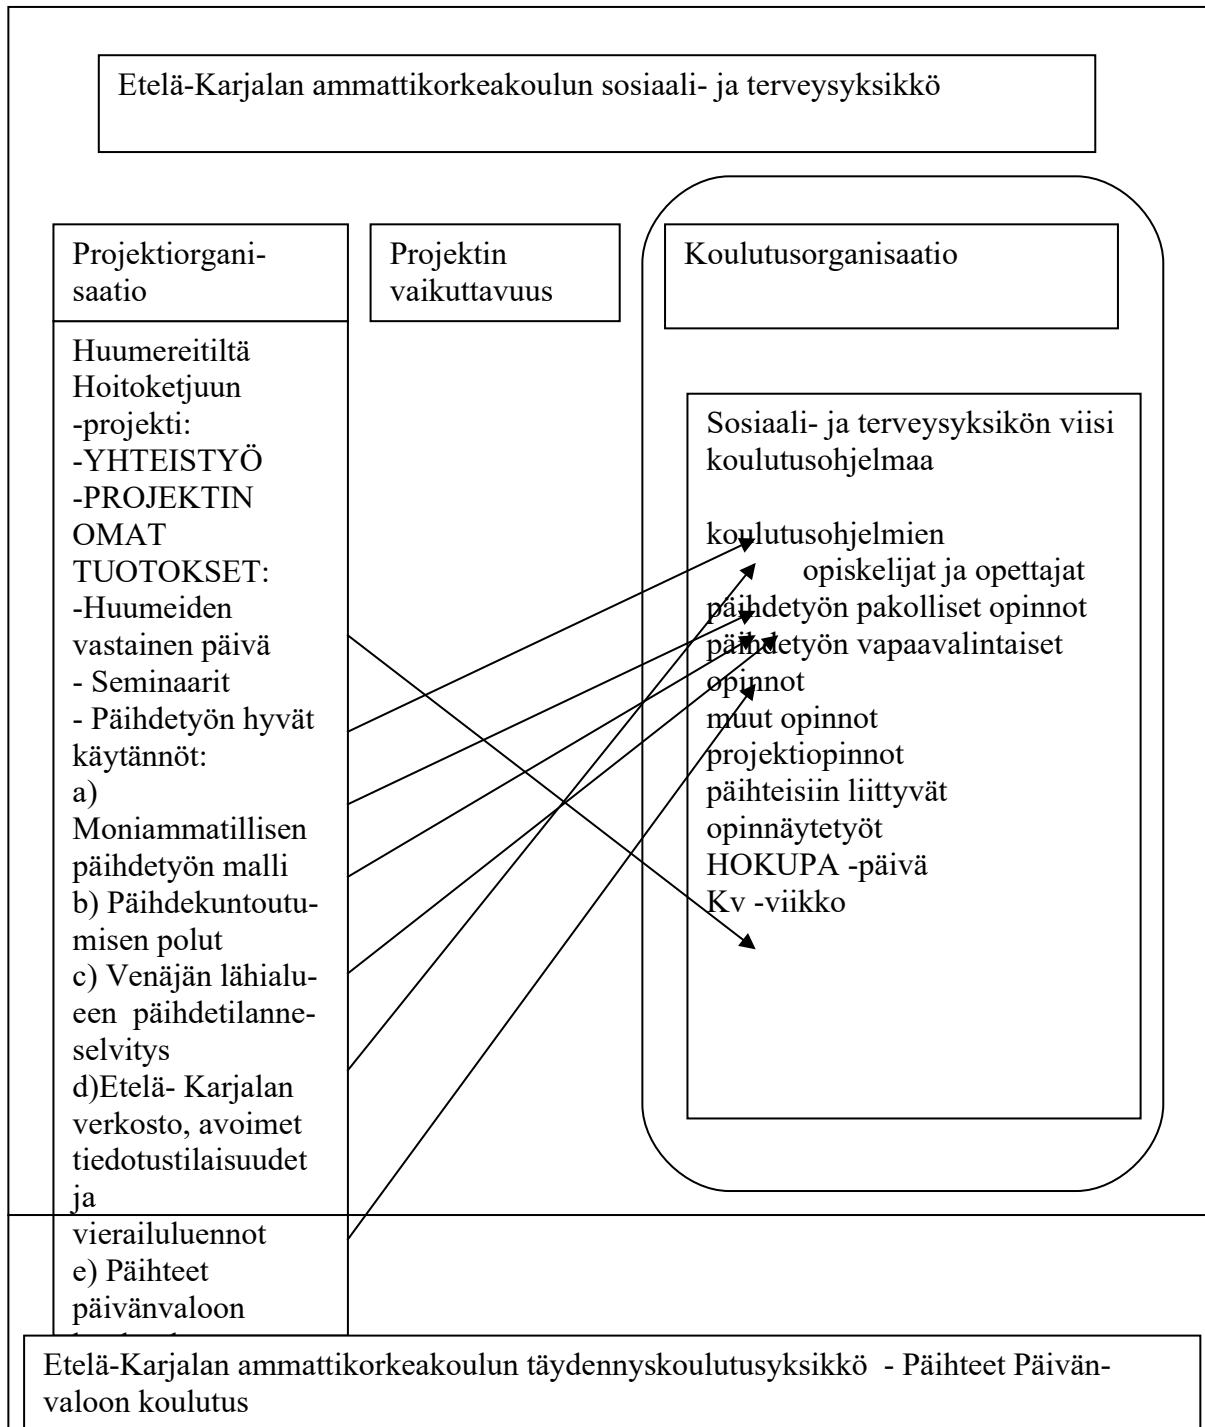 Etelä-Karjalan ammattikorkeakoulun sosiaali- ja terveysyksikkö
Projektiorgani-
saatio
Projektin
vaikuttavuus
Koulutusorganisaatio
Huumereitiltä
Hoitoketjuun
-projekti:
-YHTEISTYÖ
-PROJEKTIN
OMAT
TUOTOKSET:
-Huumeiden
vastainen päivä
- Seminaarit
- Päihdetyön hyvät
käytännöt:
a)
Moniammatillisen
päihdetyön malli
b) Päihdekuntoutu-
misen polut
c) Venäjän lähialu-
een  päihdetilanne-
selvitys
d)Etelä- Karjalan
verkosto, avoimet
tiedotustilaisuudet
ja
vierailuluennot
e) Päihteet
päivänvaloon
Sosiaali- ja terveysyksikön viisi
koulutusohjelmaa
koulutusohjelmien
opiskelijat ja opettajat
päihdetyön pakolliset opinnot
päihdetyön vapaavalintaiset
opinnot
muut opinnot
projektiopinnot
päihteisiin liittyvät
opinnäytetyöt
HOKUPA -päivä
Kv -viikko
Etelä-Karjalan ammattikorkeakoulun täydennyskoulutusyksikkö  - Päihteet Päivän-
valoon koulutus